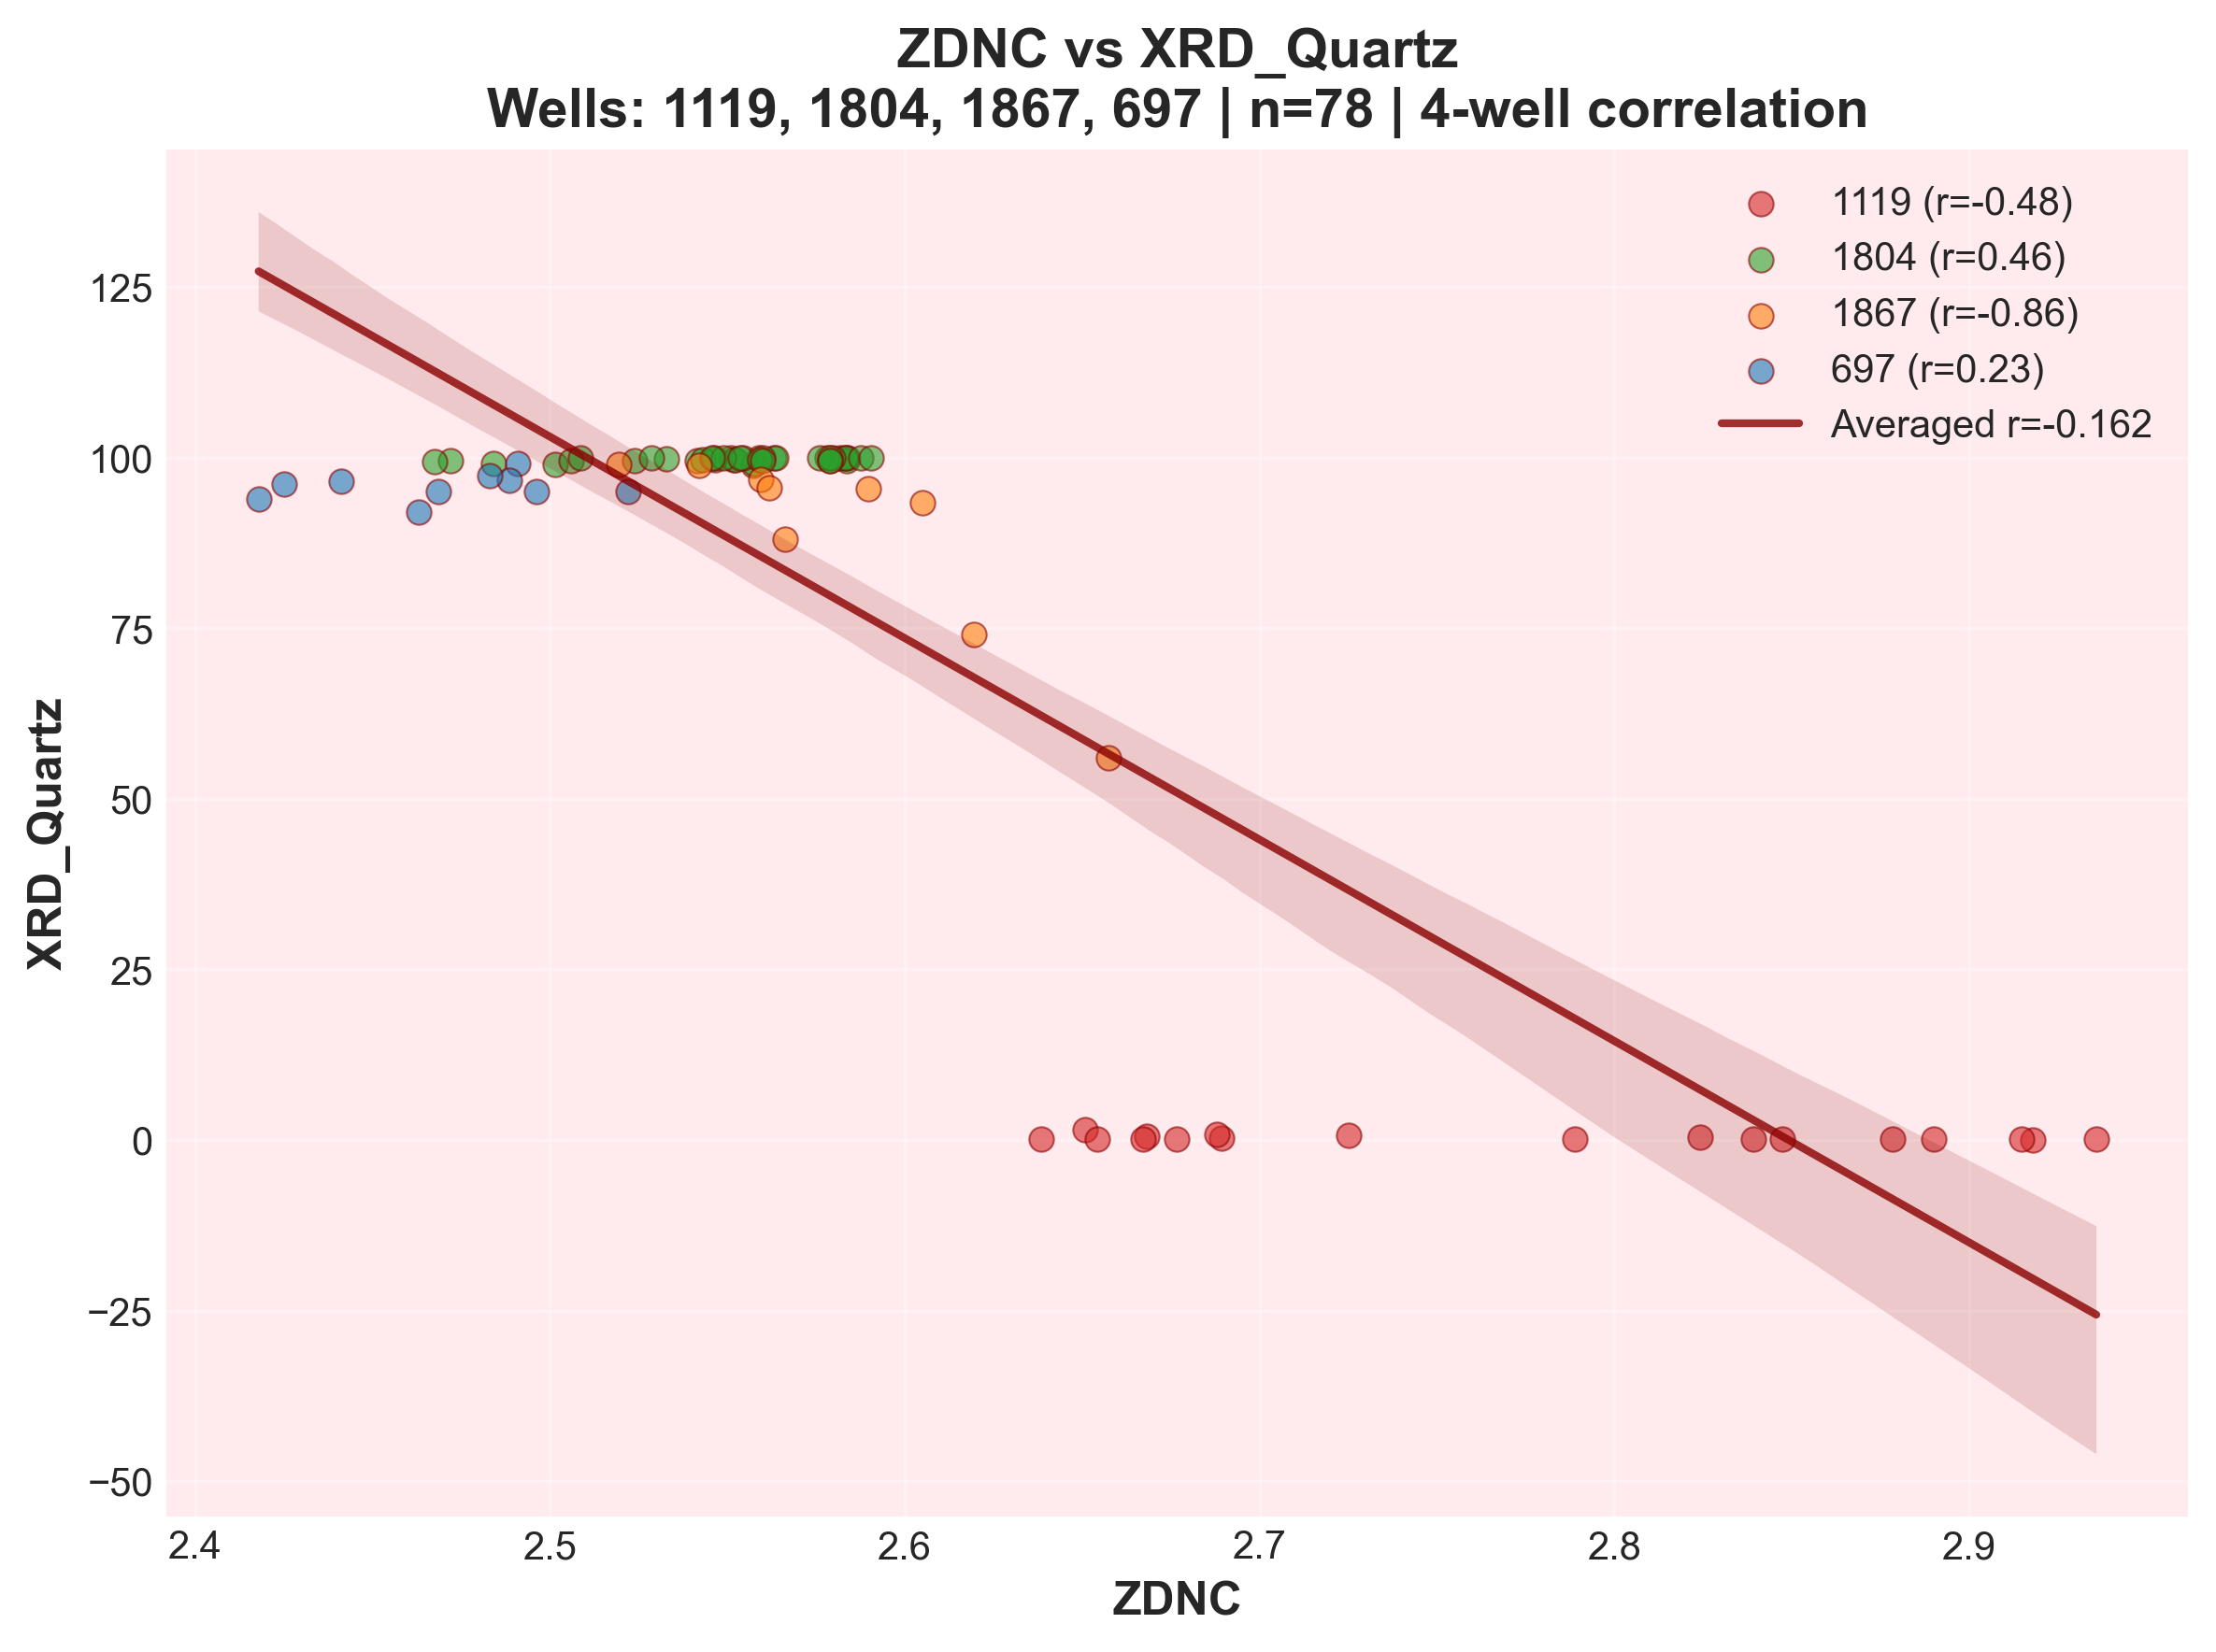 ZDNC vs XRD_Quartz
Wells: 1119, 1804, 1867, 697 | n=78 | 4-well correlation
1119 (r=-0.48)
1804 (r=0.46)
1867 (r=-0.86)
697 (r=0.23)
Averaged r=-0.162
XRD_Quartz
125
100
75
50
25
0
−25
−50
2.4
2.5
2.6
2.7
2.8
2.9
ZDNC